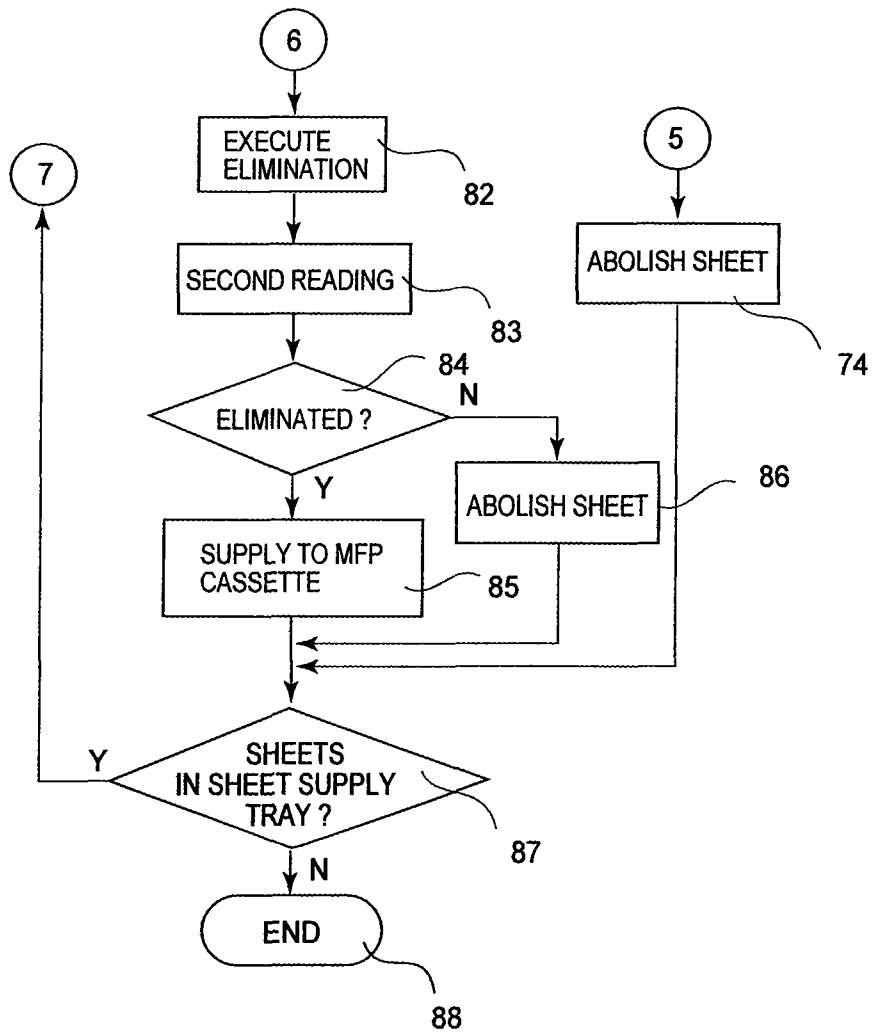 6
EXECUTE
ELIMINATION
82
5
7
ABOLISH SHEET
74
SECOND READING
83
84
ELIMINATED ?
N
Y
ABOLISH SHEET
86
SUPPLY TO MFP
CASSETTE
85
Y
SHEETS
IN SHEET SUPPLY
TRAY ?
87
N
END
88